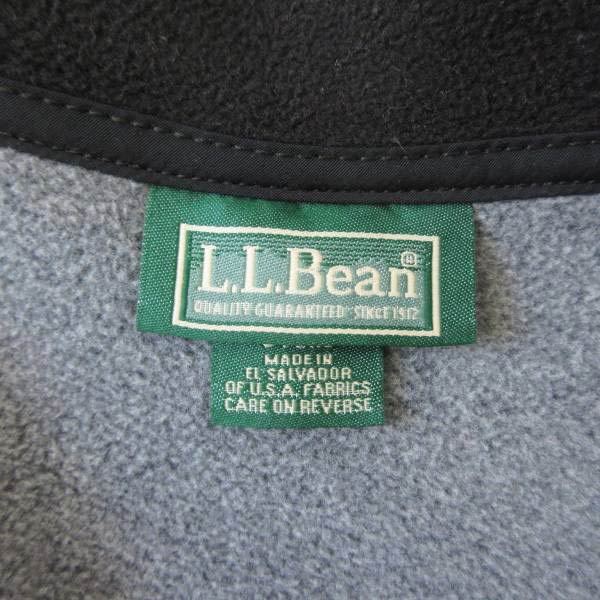 L.L.Bean®
QUALITY GUARANTEED SINCE 1912
MADE IN
EL SALVADOR
OF U.S.A. FABRICS
CARE ON REVERSE